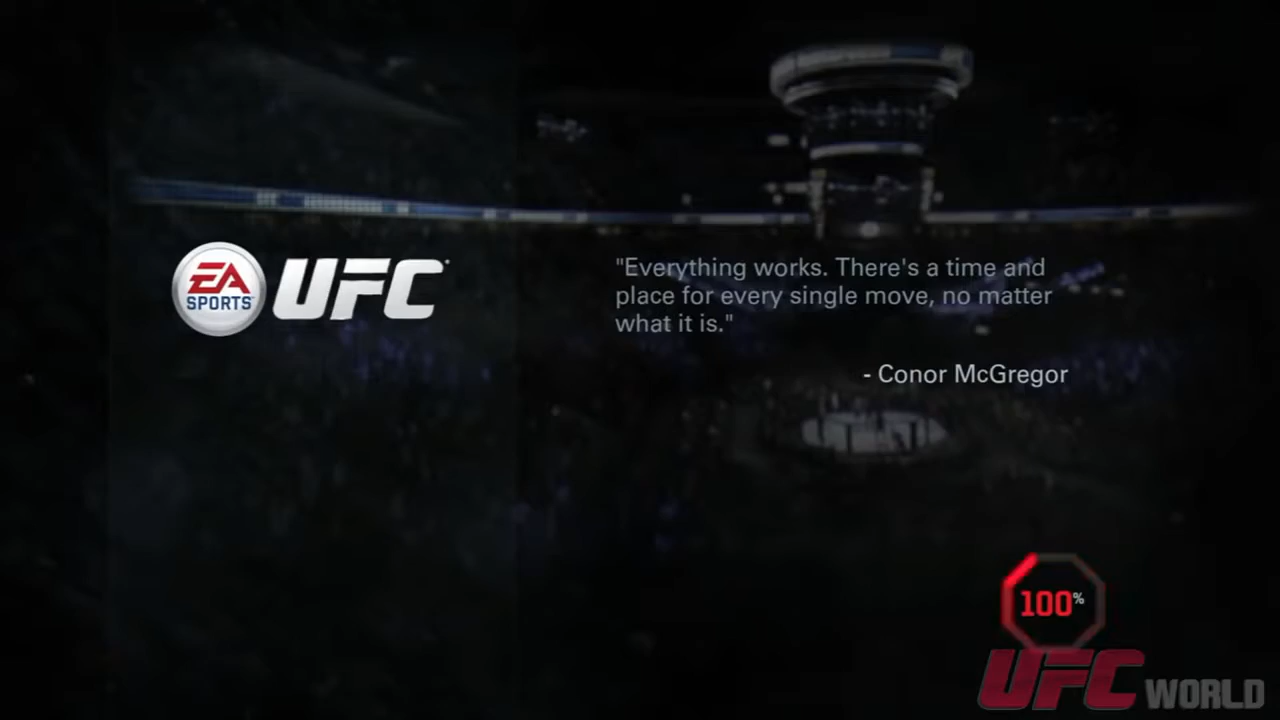 EA
SPORTS
UFC
"Everything works. There's a time and
place for every single move, no matter
what it is."
- Conor McGregor
100%
UFC WORLD